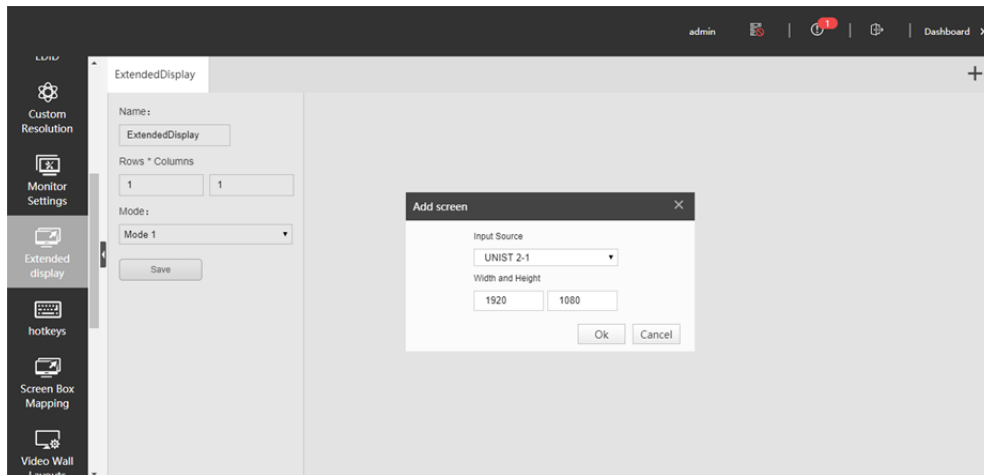 admin
1
Dashboard
EDID
ExtendedDisplay
Custom
Resolution
Monitor
Settings
Extended
display
hotkeys
Screen Box
Mapping
Video Wall
Layouts
Name:
ExtendedDisplay
Rows * Columns
1 1
Mode:
Mode 1
Save
Add screen
Input Source
UNIST 2-1
Width and Height
1920 1080
Ok Cancel